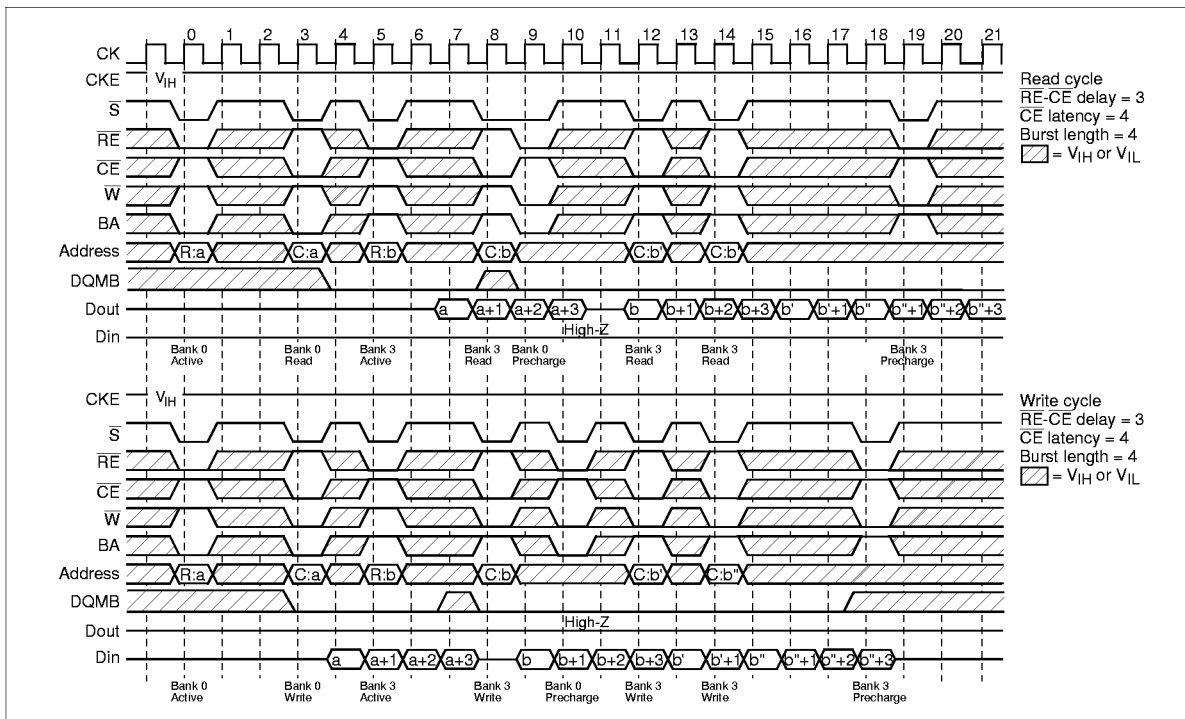 0 1 2 3 4 5 6 7 8 9 10 11 12 13 14 15 16 17 18 19 20 21
CK
CKE VIH
S
RE
CE
W
BA
Address R:a C:a R:b C:b C:b' C:b'
DQMB
Dout a a+1 a+2 a+3 b b+1 b+2 b+3 b' b'+1 b" b"+1 b"+2 b"+3
High-Z
Din
Bank 0 Active
Bank 0 Read
Bank 3 Active
Bank 3 Read
Bank 0 Precharge
Bank 3 Read
Bank 3 Read
Bank 3 Precharge
Read cycle
RE-CE delay = 3
CE latency = 4
Burst length = 4
= VIH or VIL
CKE VIH
S
RE
CE
W
BA
Address R:a C:a R:b C:b C:b' C:b"
DQMB
Dout High-Z
Din a a+1 a+2 a+3 b b+1 b+2 b+3 b' b'+1 b" b"+1 b"+2 b"+3
Bank 0 Active
Bank 0 Write
Bank 3 Active
Bank 3 Write
Bank 0 Precharge
Bank 3 Write
Bank 3 Write
Bank 3 Precharge
Write cycle
RE-CE delay = 3
CE latency = 4
Burst length = 4
= VIH or VIL